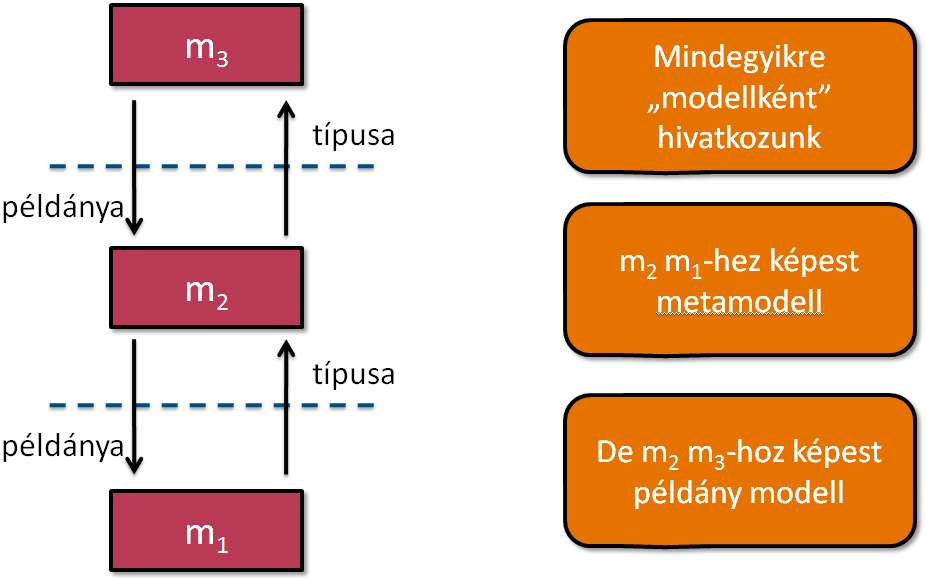 m₃
típusa
példánya
m₂
típusa
példánya
m₁
Mindegyikre
„modellként”
hivatkozunk
m₂ m₁-hez képest
metamodell
De m₂ m₃-hoz képest
példány modell